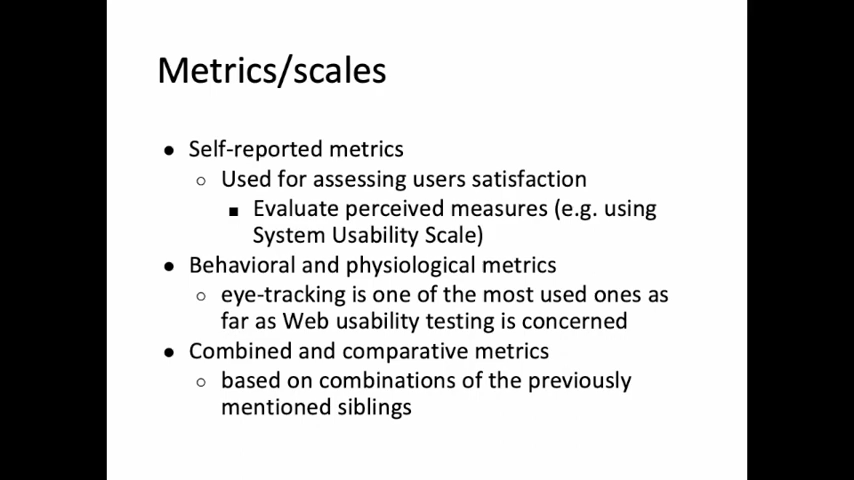 Metrics/scales
● Self-reported metrics
○ Used for assessing users satisfaction
■ Evaluate perceived measures (e.g. using
System Usability Scale)
● Behavioral and physiological metrics
○ eye-tracking is one of the most used ones as
far as Web usability testing is concerned
● Combined and comparative metrics
○ based on combinations of the previously
mentioned siblings